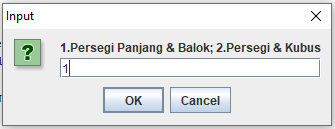 Input
1.Persegi Panjang & Balok; 2.Persegi & Kubus
1
OK Cancel